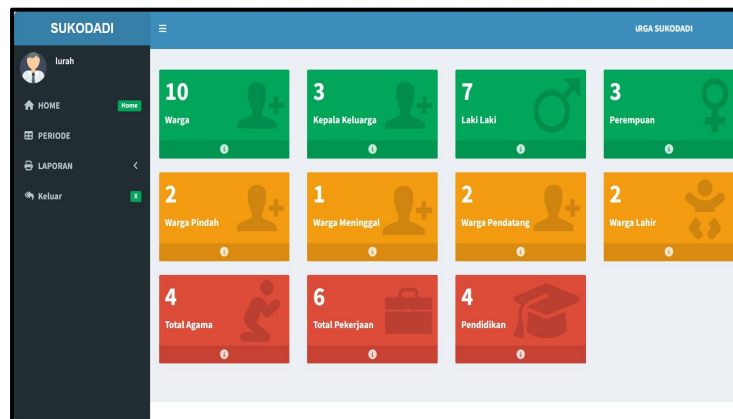 SUKODADI
ARGA SUKODADI
lurah
HOME Home
PERIODE
LAPORAN
Keluar x
10
Warga
3
Kepala Keluarga
7
Laki Laki
3
Perempuan
2
Warga Pindah
1
Warga Meninggal
2
Warga Pendatang
2
Warga Lahir
4
Total Agama
6
Total Pekerjaan
4
Pendidikan